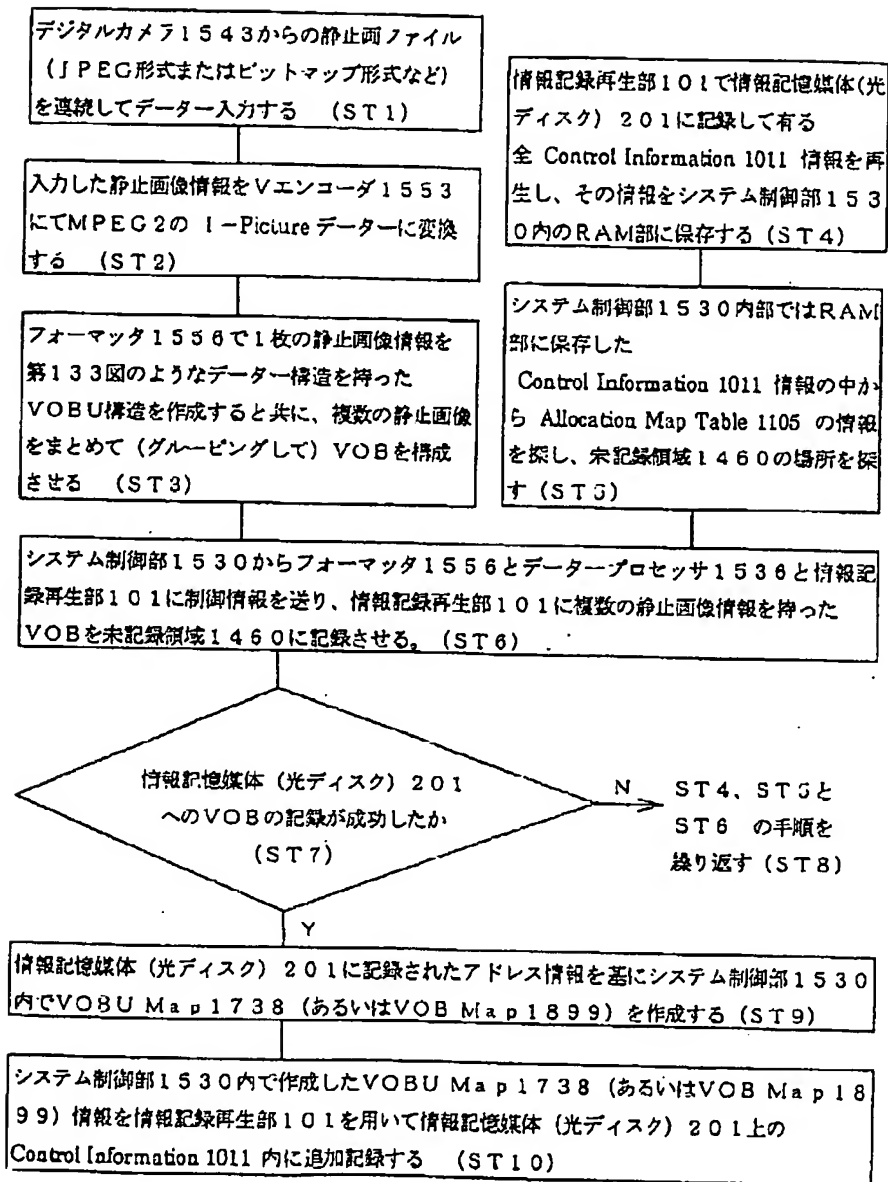 デジタルカメラ1543からの静止画ファイル
（JPEG形式またはビットマップ形式など）
を連続してデーター入力する （ST1）
入力した静止画像情報をVエンコーダ1553
にてMPEG2の I-Picture データーに変換
する （ST2）
フォーマッタ1556で1枚の静止画像情報を
第133図のようなデーター構造を持った
VOBU構造を作成すると共に、複数の静止画像
をまとめて（グルーピングして）VOBを構成
させる （ST3）
情報記録再生部101で情報記憶媒体(光
ディスク）201に記録して有る
全 Control Information 1011 情報を再
生し、その情報をシステム制御部153
0内のRAM部に保存する（ST4）
システム制御部1530内部ではRAM
部に保存した
Control Information 1011 情報の中か
ら Allocation Map Table 1105 の情報
を探し、未記録領域1460の場所を探
す（ST5）
システム制御部1530からフォーマッタ1556とデータープロセッサ1536と情報記
録再生部101に制御情報を送り、情報記録再生部101に複数の静止画像情報を持った
VOBを未記録領域1460に記録させる。（ST6）
情報記憶媒体（光ディスク）201
へのVOBの記録が成功したか
（ST7）
N
ST4、ST5と
ST6 の手順を
繰り返す（ST8）
Y
情報記憶媒体（光ディスク）201に記録されたアドレス情報を基にシステム制御部1530
内でVOBU Map1738（あるいはVOB Map1899）を作成する（ST9）
システム制御部1530内で作成したVOBU Map1738（あるいはVOB Map18
99）情報を情報記録再生部101を用いて情報記憶媒体（光ディスク）201上の
Control Information 1011 内に追加記録する （ST10）